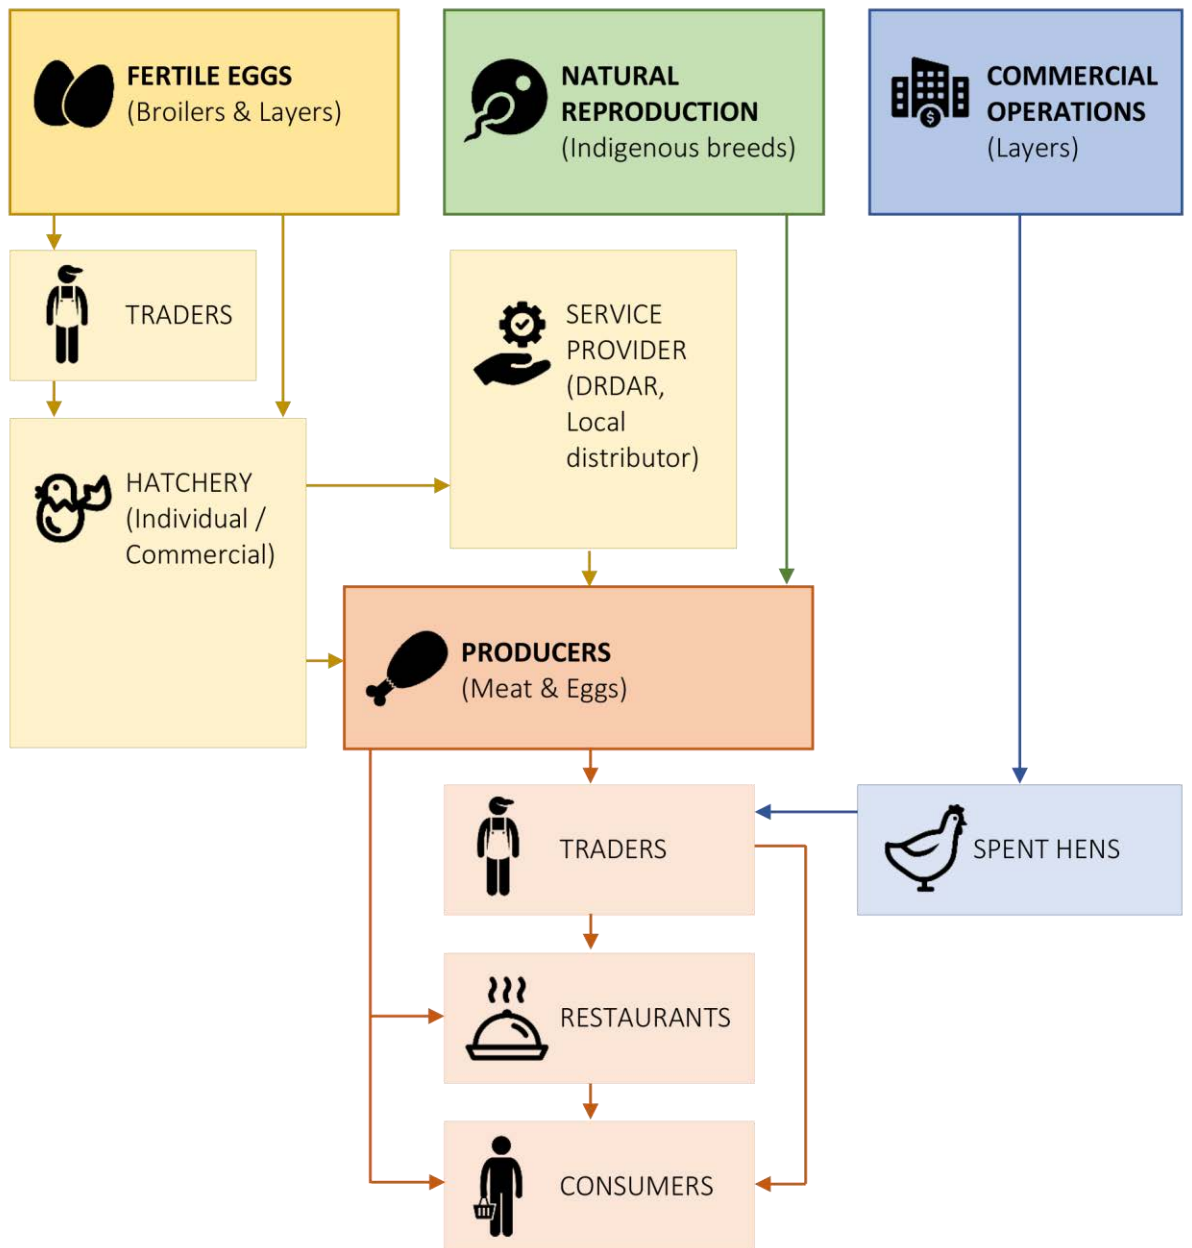 FERTILE EGGS
(Broilers & Layers)
NATURAL
REPRODUCTION
(Indigenous breeds)
COMMERCIAL
OPERATIONS
(Layers)
$
TRADERS
SERVICE
PROVIDER
(DRDAR,
Local
distributor)
HATCHERY
(Individual /
Commercial)
PRODUCERS
(Meat & Eggs)
TRADERS
SPENT HENS
RESTAURANTS
CONSUMERS